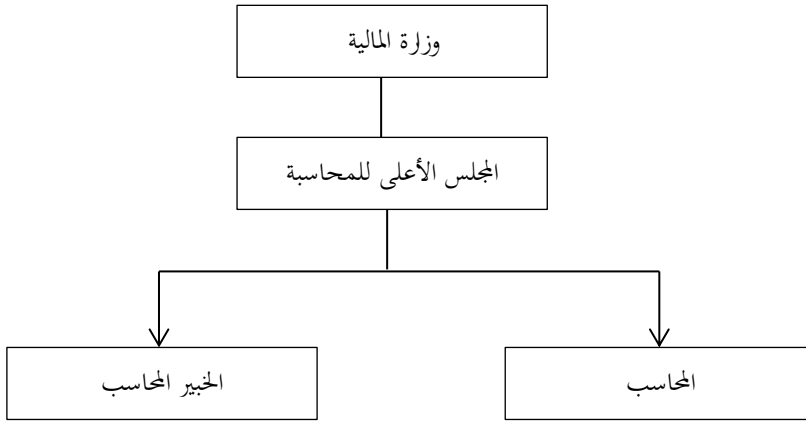 وزارة المالية
المجلس الأعلى للمحاسبة
المحاسب
الخبير المحاسب